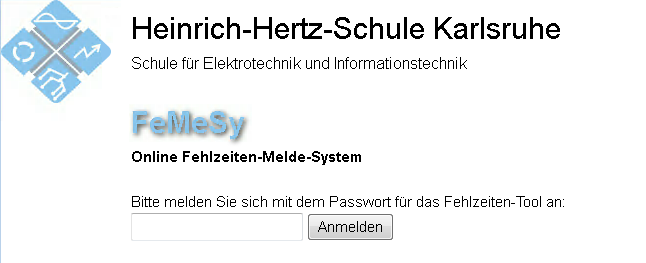 Heinrich-Hertz-Schule Karlsruhe
Schule für Elektrotechnik und Informationstechnik
FeMeSy
Online Fehlzeiten-Melde-System
Bitte melden Sie sich mit dem Passwort für das Fehlzeiten-Tool an:
Anmelden